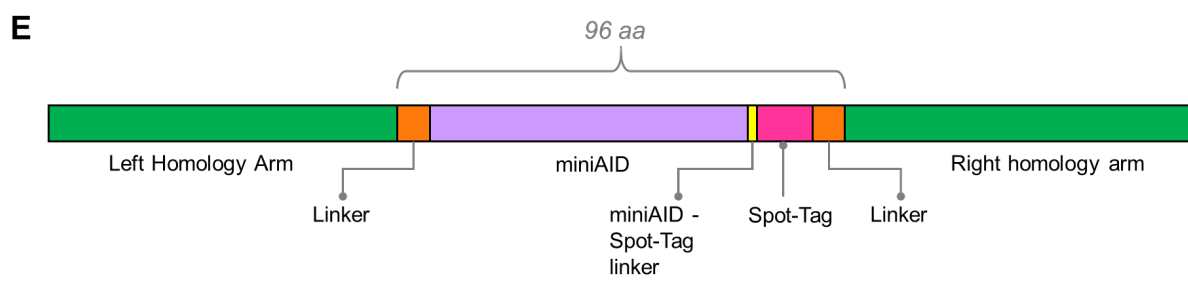 E
96 aa
Left Homology Arm
miniAID
Right homology arm
Linker
miniAID -
Spot-Tag
linker
Spot-Tag
Linker